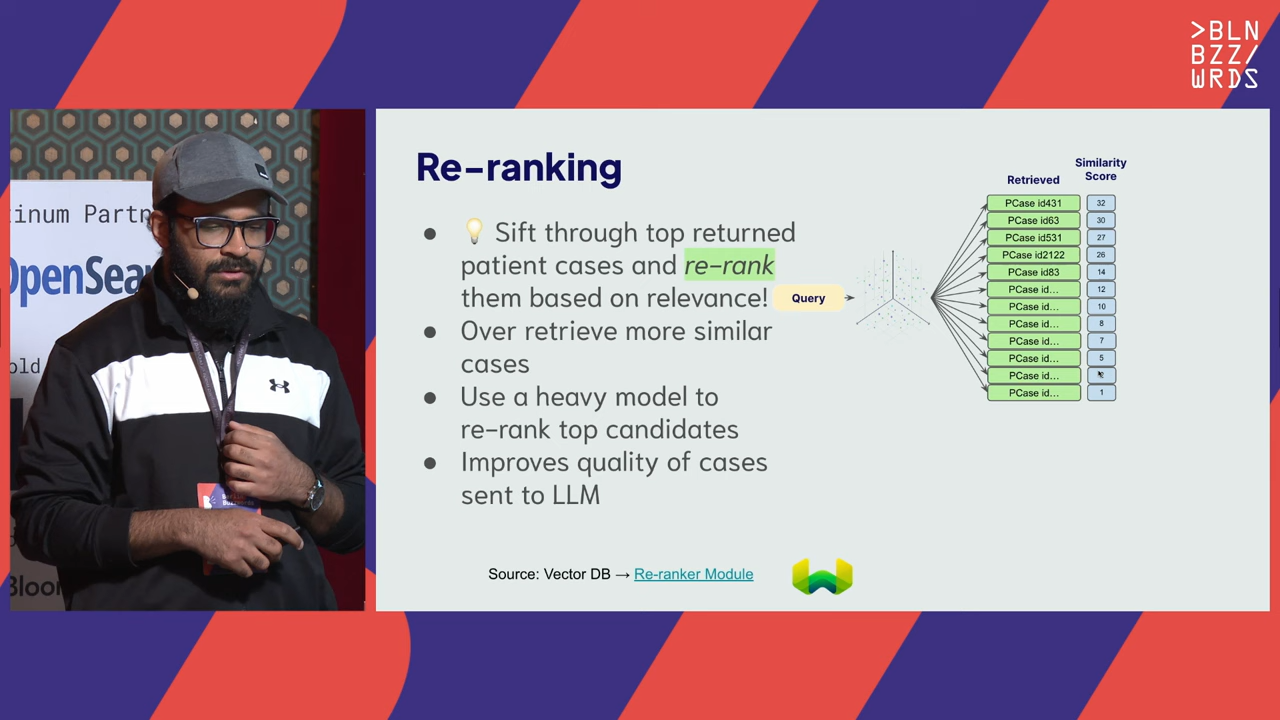 >BLN
BZZ/
WRDS
tinum Partn
OpenSea
old
Bloo
Re-ranking
● 💡 Sift through top returned
patient cases and re-rank
them based on relevance!
● Over retrieve more similar
cases
● Use a heavy model to
re-rank top candidates
● Improves quality of cases
sent to LLM
Source: Vector DB → Re-ranker Module
Query
Similarity
Score
Retrieved
PCase id431 32
PCase id63 30
PCase id531 27
PCase id2122 26
PCase id83 14
PCase id... 12
PCase id... 10
PCase id... 8
PCase id... 7
PCase id... 5
PCase id...
PCase id... 1